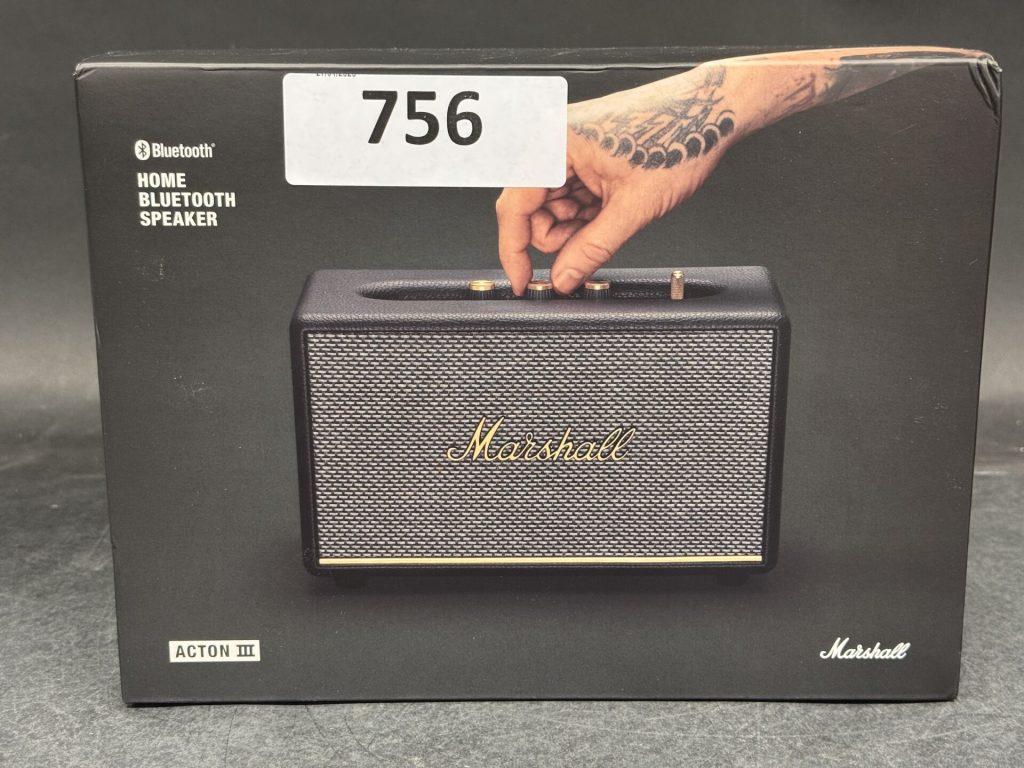 756
Bluetooth®
HOME
BLUETOOTH
SPEAKER
Marshall
ACTON III
Marshall